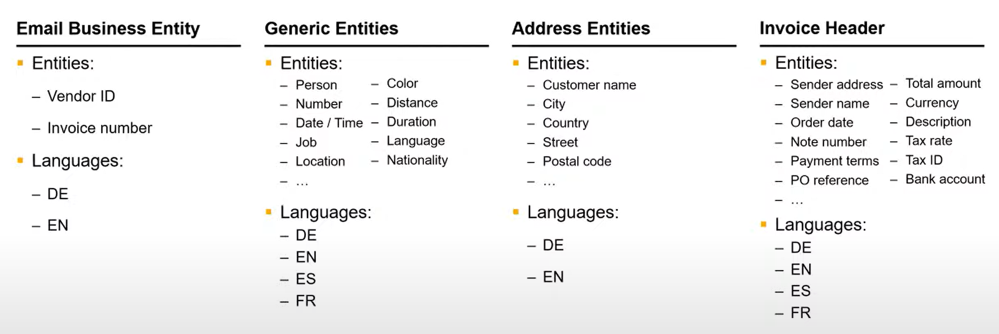 Email Business Entity
Entities:
– Vendor ID
– Invoice number
Languages:
– DE
– EN
Generic Entities
Entities:
– Person
– Number
– Date / Time
– Job
– Location
– ...
– Color
– Distance
– Duration
– Language
– Nationality
Languages:
– DE
– EN
– ES
– FR
Address Entities
Entities:
– Customer name
– City
– Country
– Street
– Postal code
– ...
Languages:
– DE
– EN
Invoice Header
Entities:
– Sender address
– Sender name
– Order date
– Note number
– Payment terms
– PO reference
– ...
– Total amount
– Currency
– Description
– Tax rate
– Tax ID
– Bank account
Languages:
– DE
– EN
– ES
– FR